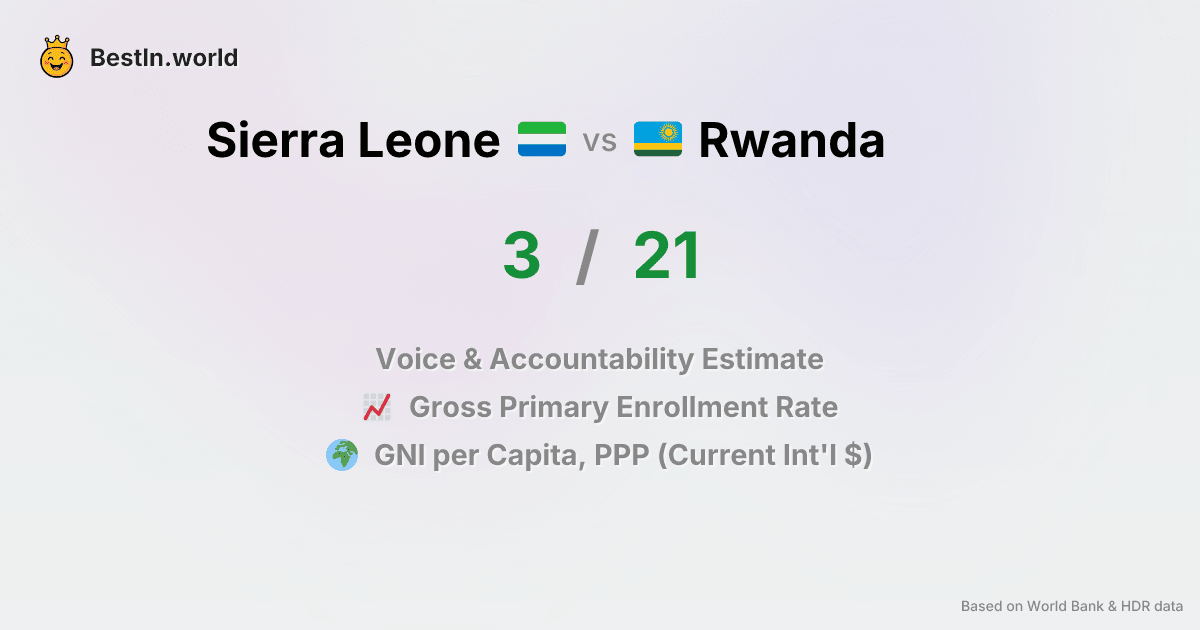 BestIn.world
Sierra Leone vs Rwanda
3 / 21
Voice & Accountability Estimate
Gross Primary Enrollment Rate
GNI per Capita, PPP (Current Int'l $)
Based on World Bank & HDR data